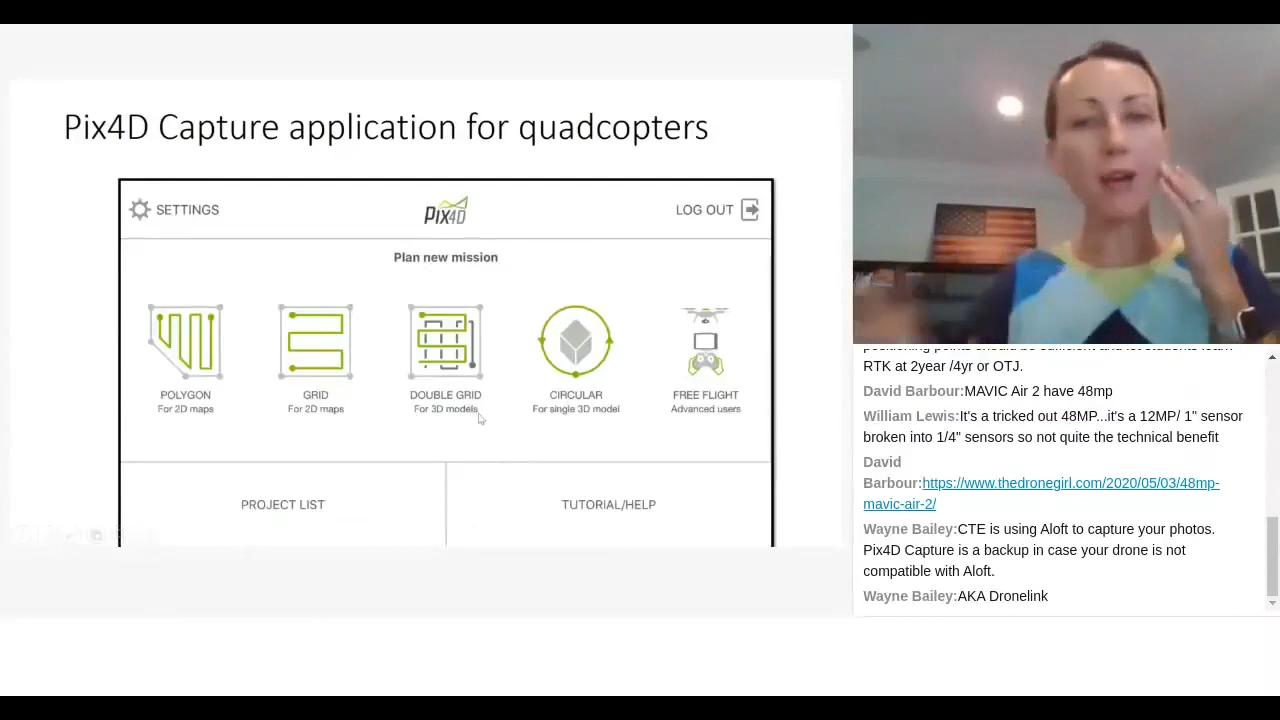 Pix4D Capture application for quadcopters
SETTINGS
PIX4D
LOG OUT
Plan new mission
POLYGON
For 2D maps
GRID
For 2D maps
DOUBLE GRID
For 3D models
CIRCULAR
For single 3D model
FREE FLIGHT
Advanced users
PROJECT LIST
TUTORIAL/HELP
RTK at 2year /4yr or OTJ.
David Barbour:MAVIC Air 2 have 48mp
William Lewis:It's a tricked out 48MP...it's a 12MP/ 1" sensor
broken into 1/4" sensors so not quite the technical benefit
David
Barbour:https://www.thedronegirl.com/2020/05/03/48mp-
mavic-air-2/
Wayne Bailey:CTE is using Aloft to capture your photos.
Pix4D Capture is a backup in case your drone is not
compatible with Aloft.
Wayne Bailey:AKA Dronelink